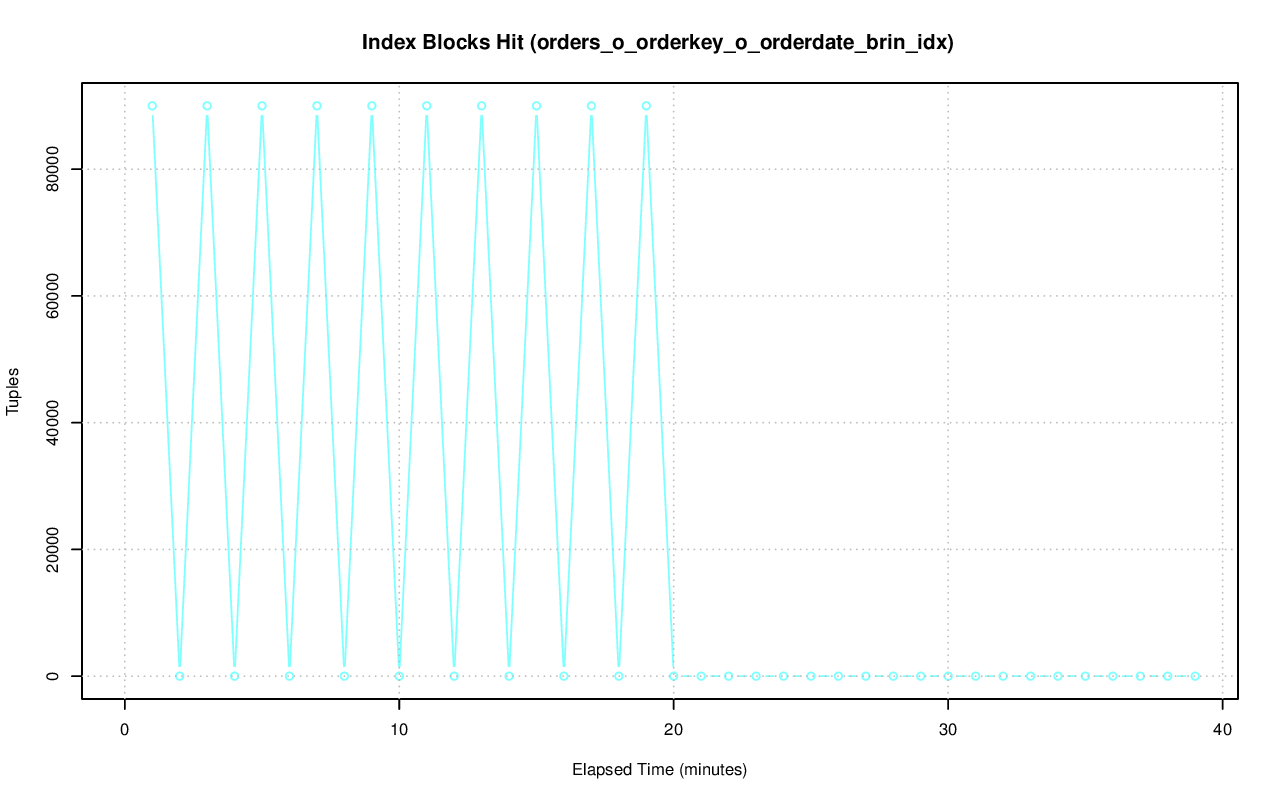 Index Blocks Hit (orders_o_orderkey_o_orderdate_brin_idx)
Tuples
80000
60000
40000
20000
0
0 10 20 30 40
Elapsed Time (minutes)